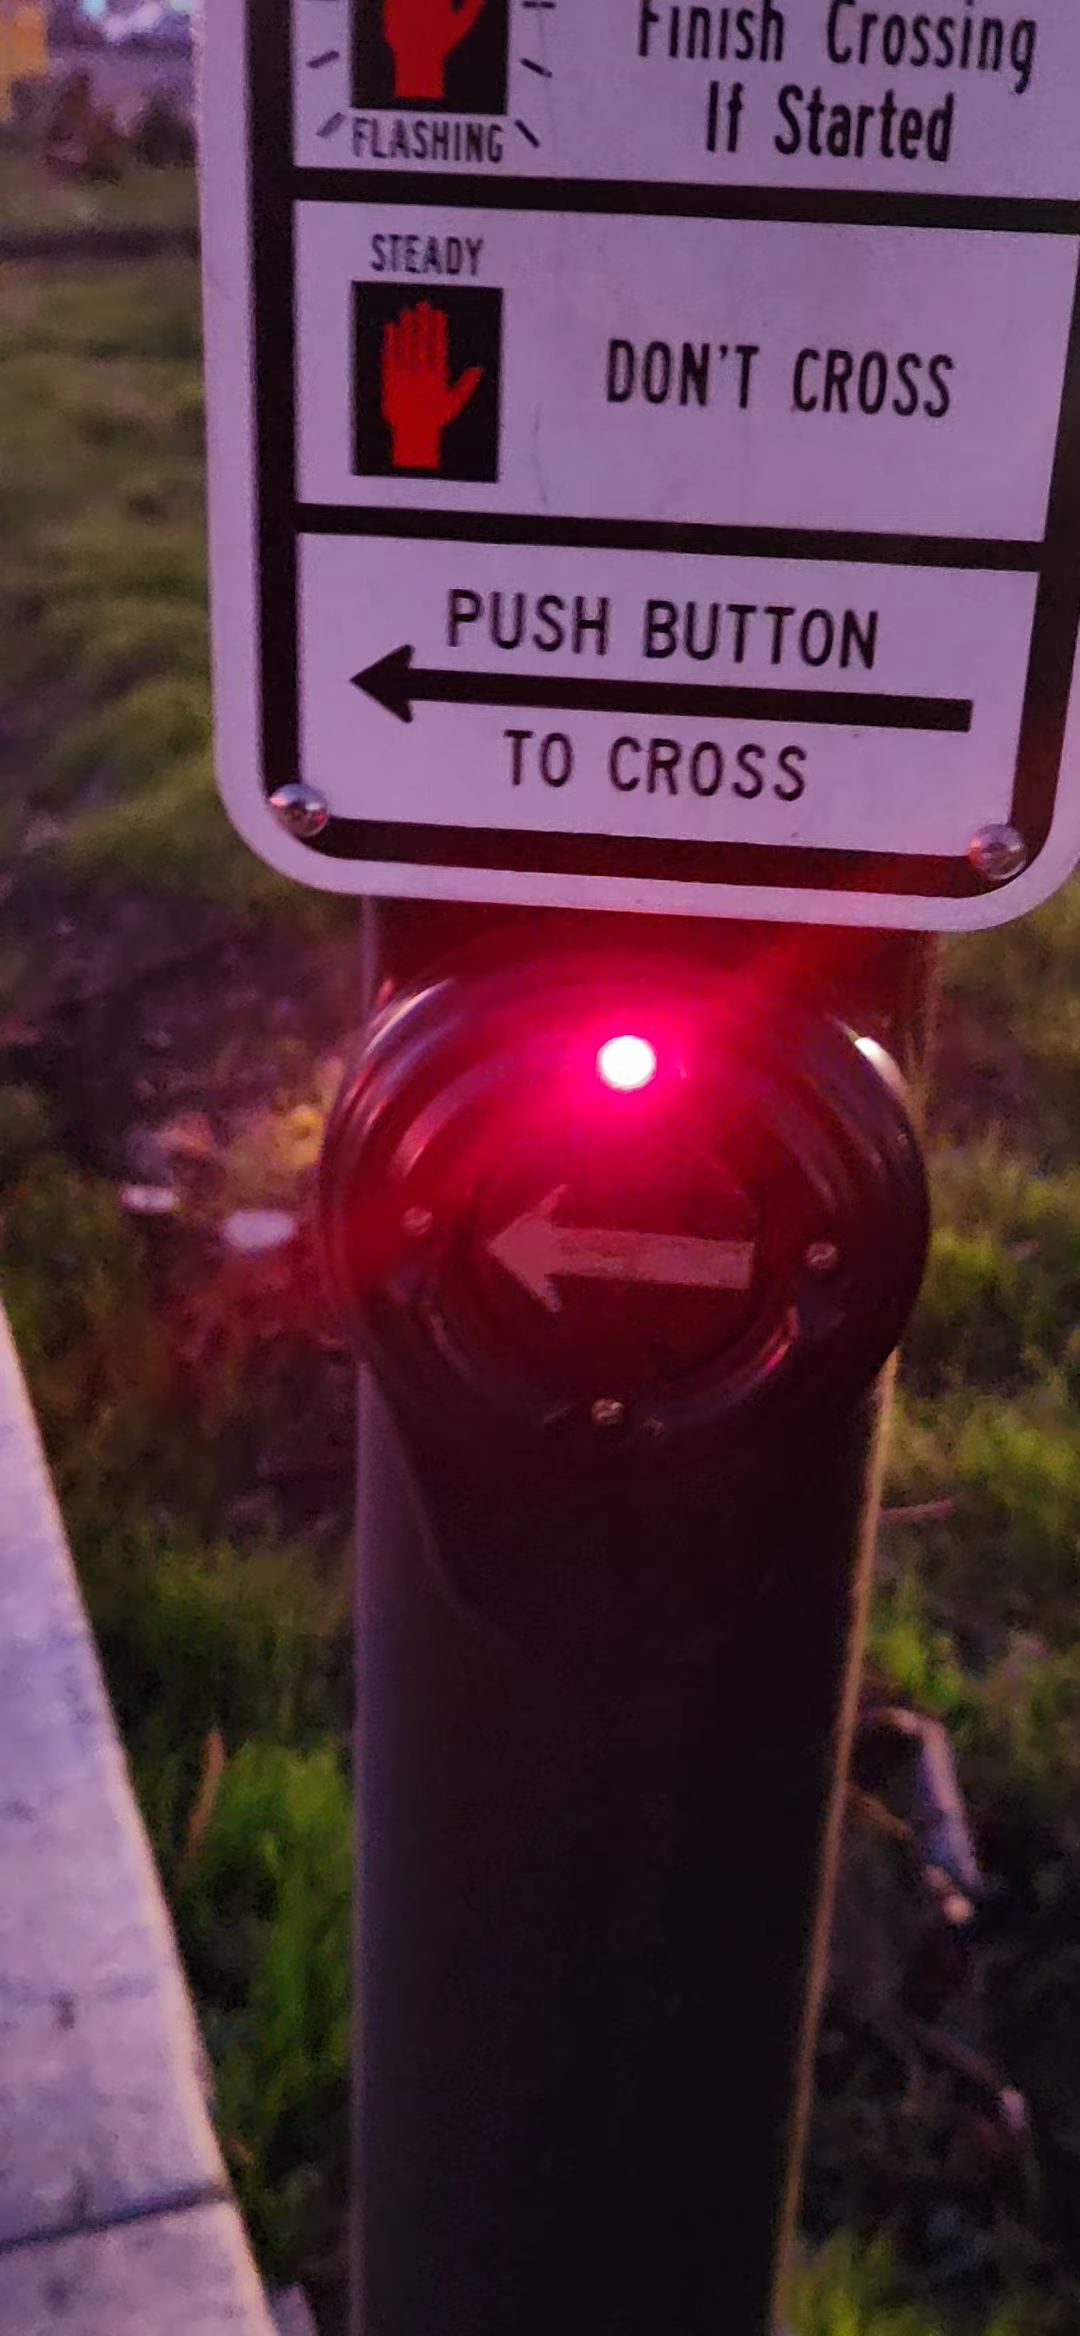 Finish Crossing
If Started
FLASHING
STEADY
DON'T CROSS
PUSH BUTTON
TO CROSS